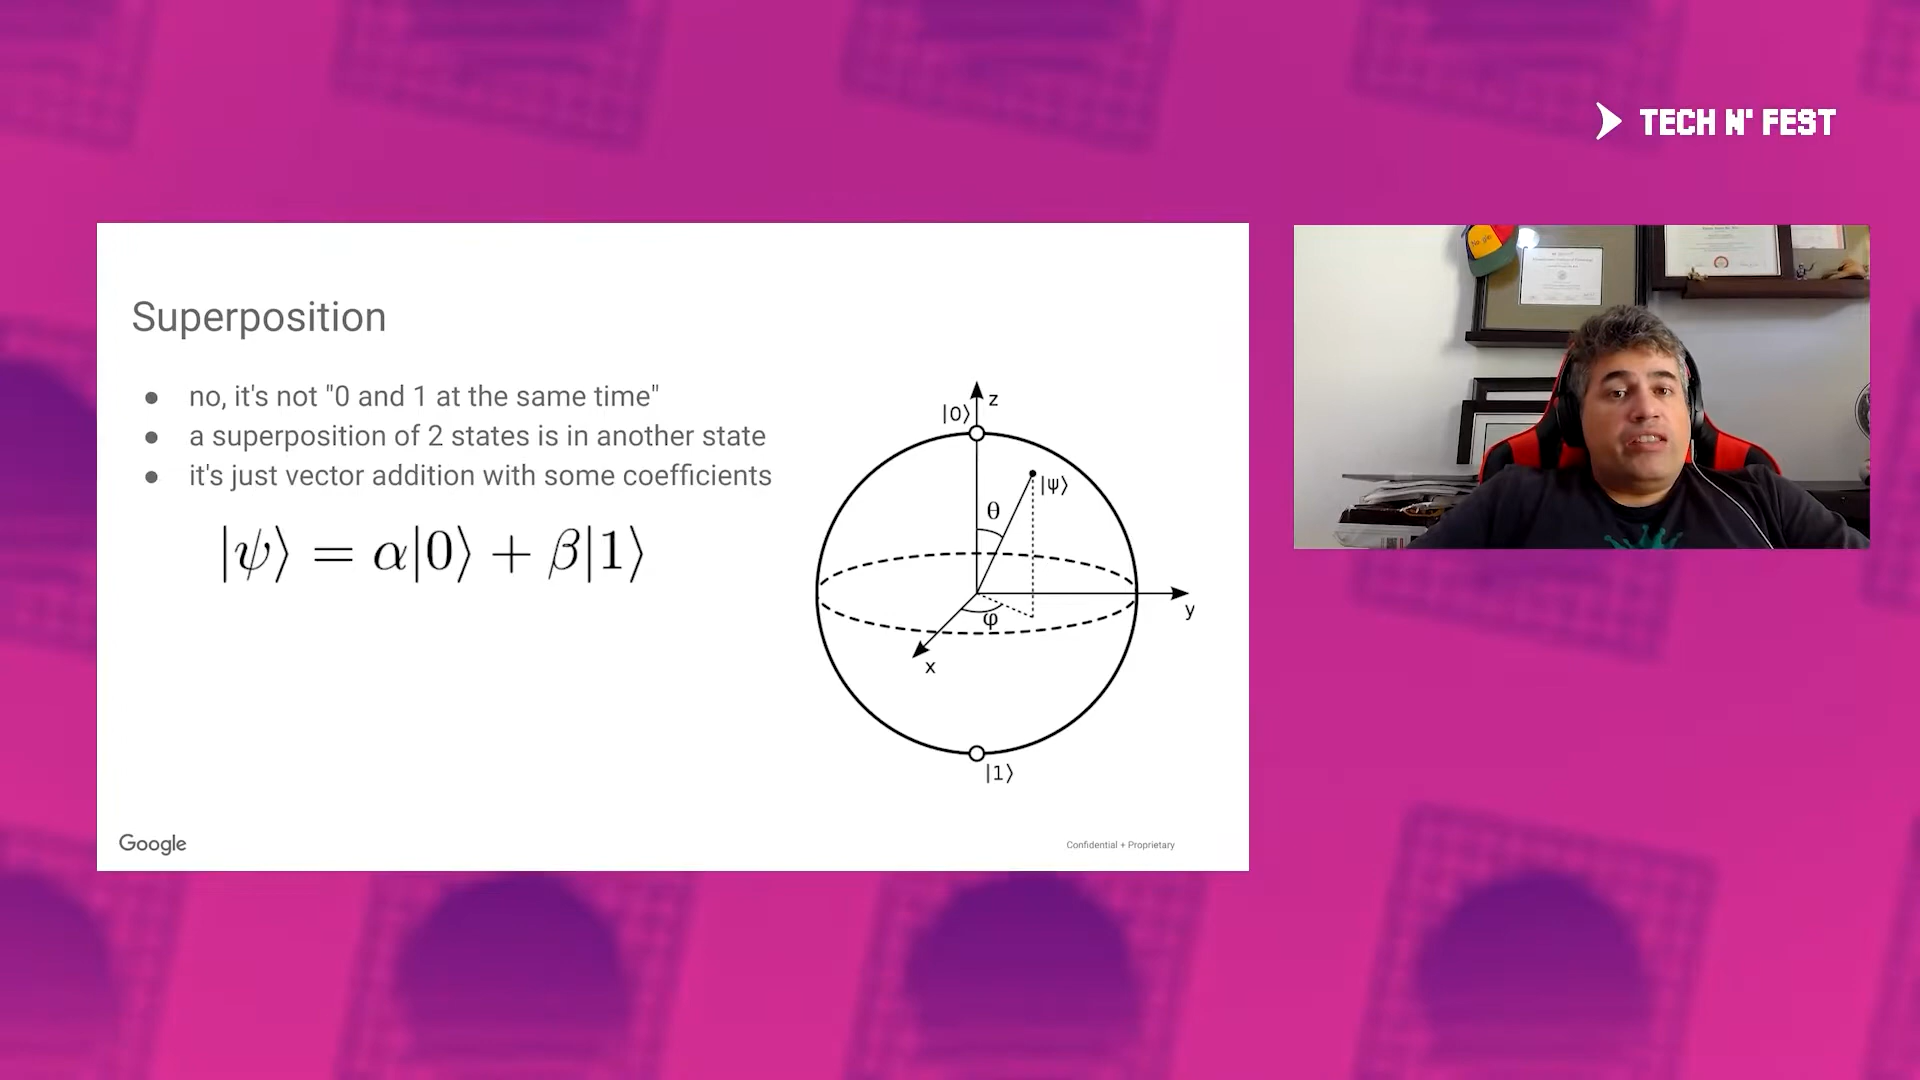 TECH N' FEST
Superposition
● no, it's not "0 and 1 at the same time"
● a superposition of 2 states is in another state
● it's just vector addition with some coefficients
|ψ⟩ = α|0⟩ + β|1⟩
z
|0⟩
|ψ⟩
θ
y
φ
x
|1⟩
Google
Confidential + Proprietary